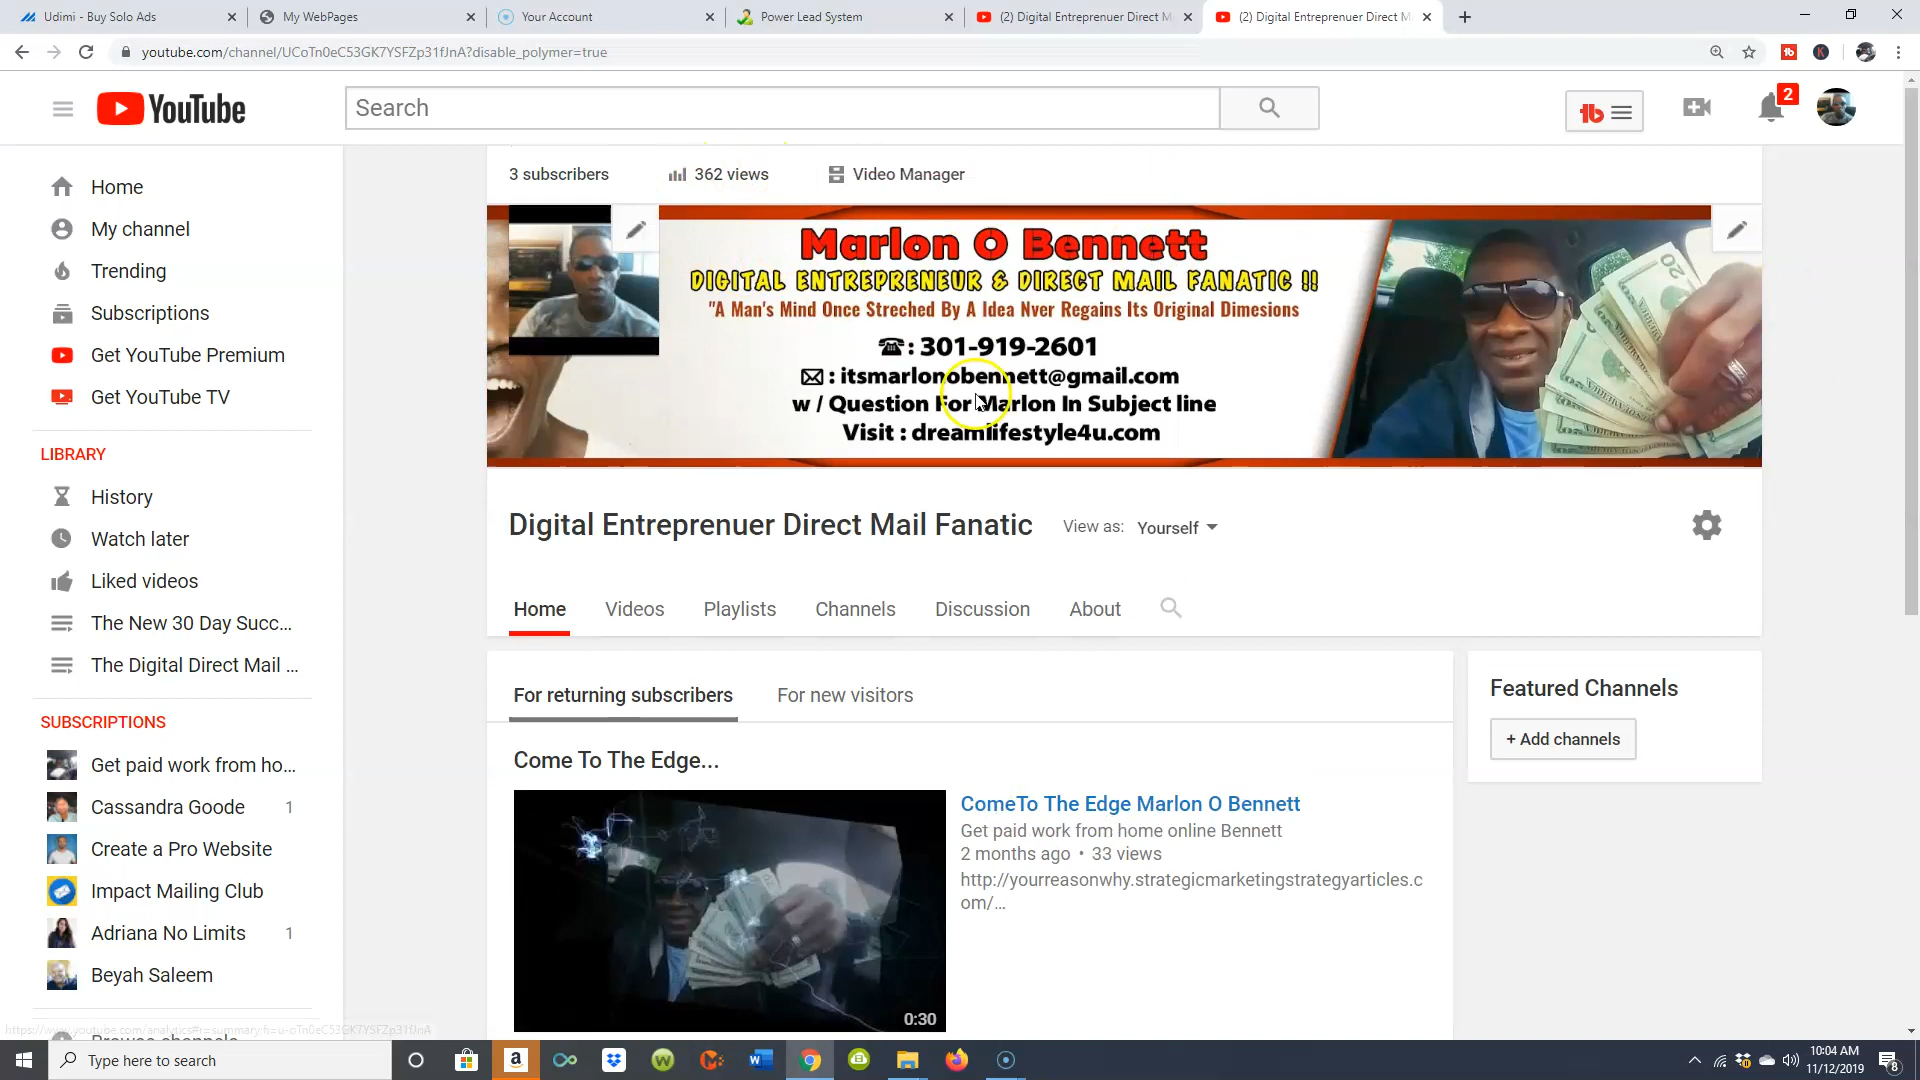 Udimi - Buy Solo Ads
My WebPages
Your Account
Power Lead System
(2) Digital Entreprenuer Direct M
(2) Digital Entreprenuer Direct M
youtube.com/channel/UCoTn0eC53GK7YSFZp31fJnA?disable_polymer=true
YouTube
Search
2
Home
My channel
Trending
Subscriptions
Get YouTube Premium
Get YouTube TV
LIBRARY
History
Watch later
Liked videos
The New 30 Day Succ...
The Digital Direct Mail ...
SUBSCRIPTIONS
Get paid work from ho...
Cassandra Goode 1
Create a Pro Website
Impact Mailing Club
Adriana No Limits 1
Beyah Saleem
3 subscribers
362 views
Video Manager
Marlon O Bennett
DIGITAL ENTREPRENEUR & DIRECT MAIL FANATIC !!
"A Man's Mind Once Streched By A Idea Nver Regains Its Original Dimesions
: 301-919-2601
: itsmarlonobennett@gmail.com
w / Question For Marlon In Subject line
Visit : dreamlifestyle4u.com
Digital Entreprenuer Direct Mail Fanatic
View as: Yourself
Home Videos Playlists Channels Discussion About
For returning subscribers
For new visitors
Come To The Edge...
0:30
ComeTo The Edge Marlon O Bennett
Get paid work from home online Bennett
2 months ago • 33 views
http://yourreasonwhy.strategicmarketingstrategyarticles.c
om/...
Featured Channels
+ Add channels
Type here to search
10:04 AM
11/12/2019
8